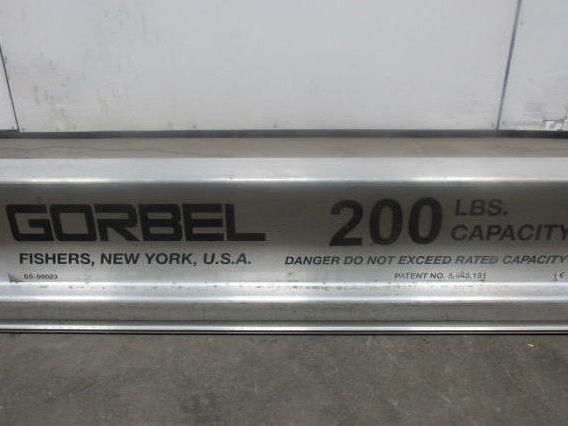 GORBEL
FISHERS, NEW YORK, U.S.A.
200 LBS. CAPACITY
DANGER DO NOT EXCEED RATED CAPACITY
PATENT NO.